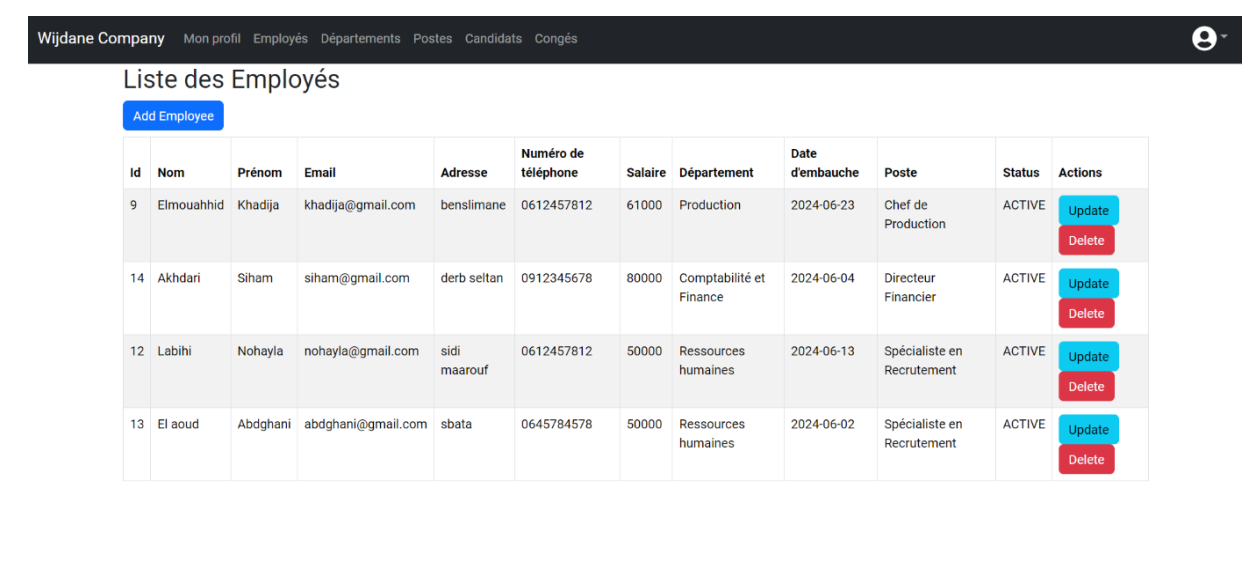 Wijdane Company Mon profil Employés Départements Postes Candidats Congés
Liste des Employés
Add Employee
Id Nom Prénom Email Adresse Numéro de téléphone Salaire Département Date d'embauche Poste Status Actions
9 Elmouahhid Khadija khadija@gmail.com benslimane 0612457812 61000 Production 2024-06-23 Chef de Production ACTIVE Update Delete
14 Akhdari Siham siham@gmail.com derb seltan 0912345678 80000 Comptabilité et Finance 2024-06-04 Directeur Financier ACTIVE Update Delete
12 Labihi Nohayla nohayla@gmail.com sidi maarouf 0612457812 50000 Ressources humaines 2024-06-13 Spécialiste en Recrutement ACTIVE Update Delete
13 El aoud Abdghani abdghani@gmail.com sbata 0645784578 50000 Ressources humaines 2024-06-02 Spécialiste en Recrutement ACTIVE Update Delete